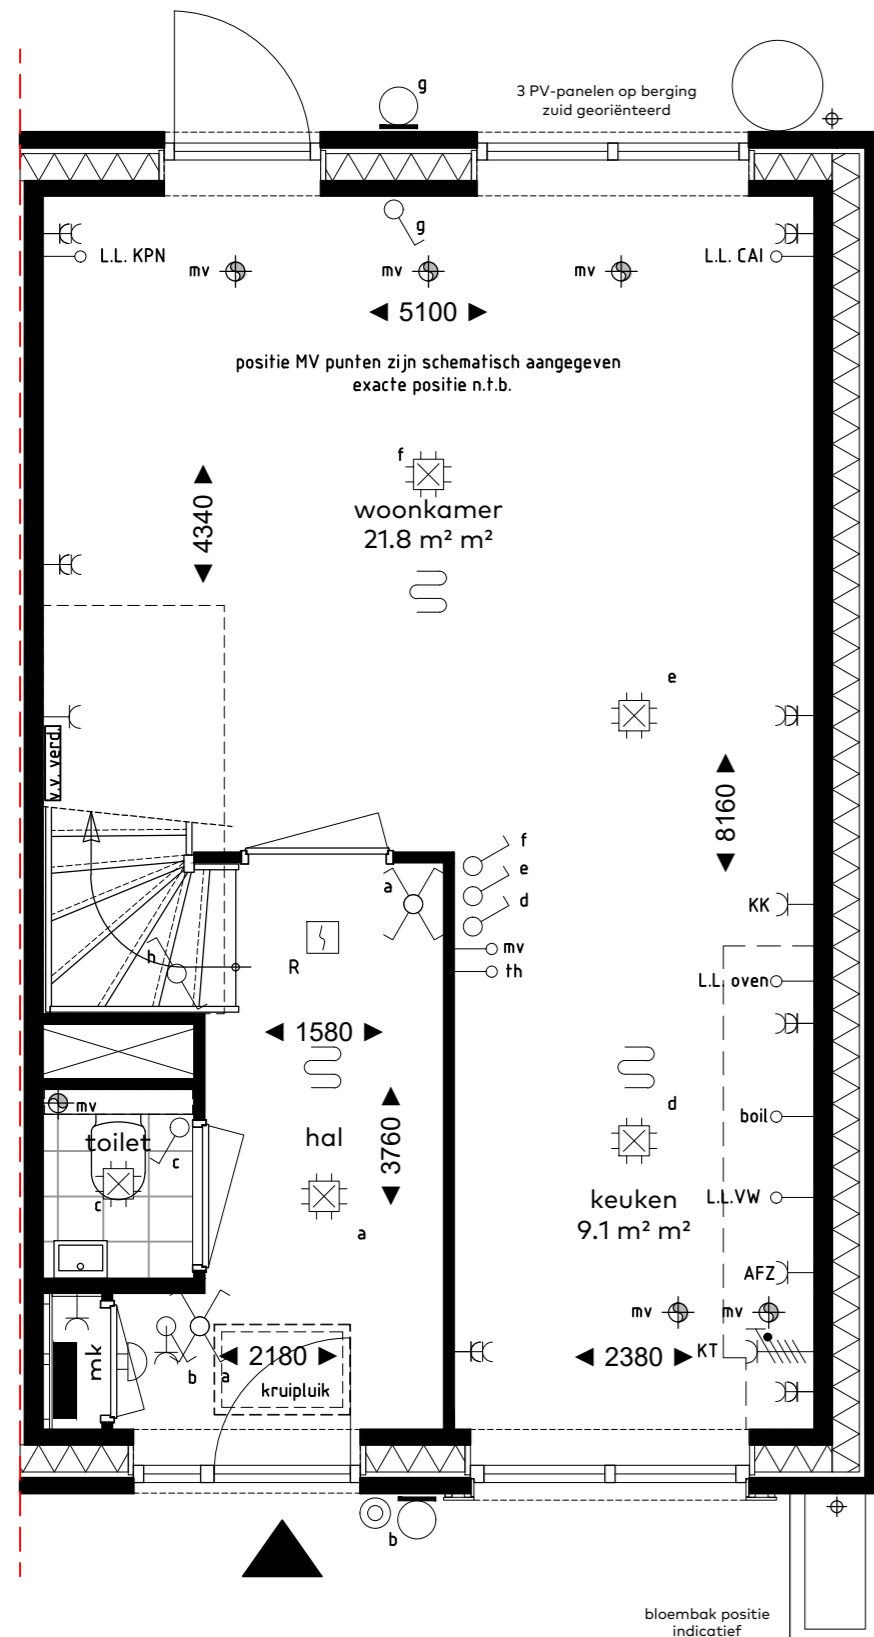 g
3 PV-panelen op berging
zuid georiënteerd
g
L.L. KPN
L.L. CAI
mv
mv
mv
5100
positie MV punten zijn schematisch aangegeven
exacte positie n.t.b.
f
4340
woonkamer
21.8 m² m²
e
v.v. verd.
8160
f
a
e
d
KK
h
R
mv
th
L.L. oven
1580
mv
toilet
c
c
hal
3760
a
d
boil
keuken
9.1 m² m²
L.L.VW
AFZ
mv
mv
mk
b
a
2180
kruipluik
2380
KT
b
bloembak positie
indicatief